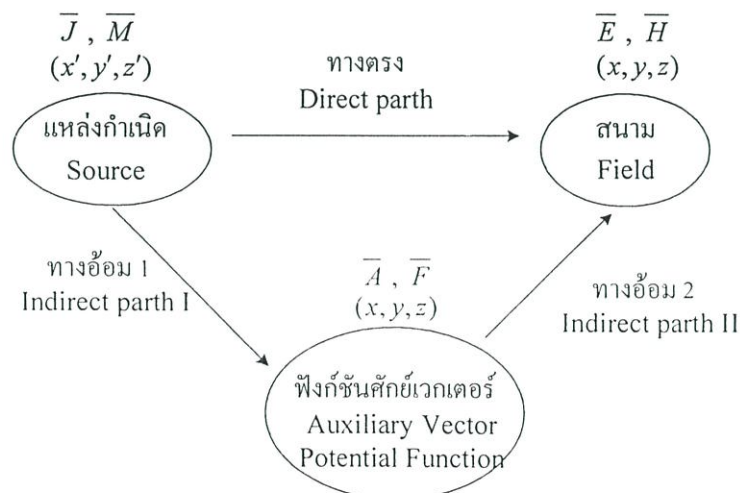 J̅ , M̅
(x′, y′, z′)
แหล่งกำเนิด
Source
ทางตรง
Direct parth
E̅ , H̅
(x, y, z)
สนาม
Field
ทางอ้อม 1
Indirect parth I
A̅ , F̅
(x, y, z)
ทางอ้อม 2
Indirect parth II
ฟังก์ชันศักย์เวกเตอร์
Auxiliary Vector
Potential Function